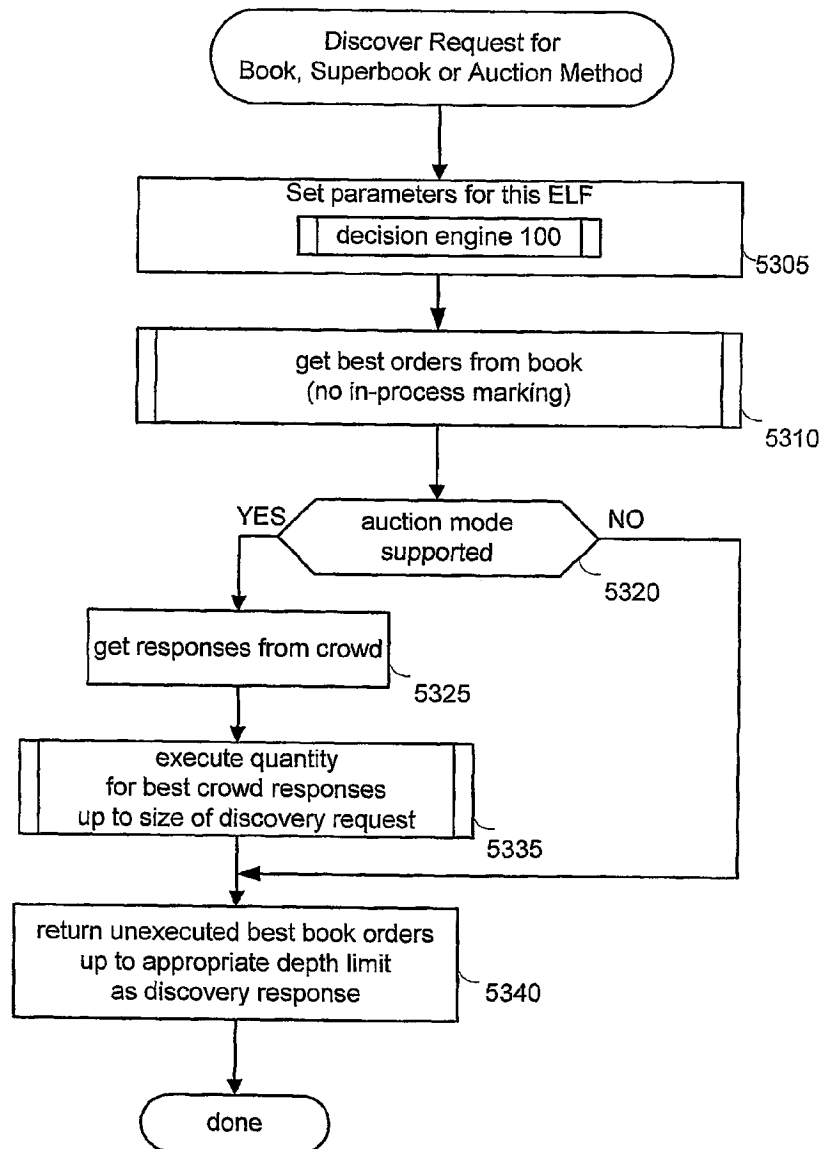 Discover Request for
Book, Superbook or Auction Method
Set parameters for this ELF
decision engine 100
5305
get best orders from book
(no in-process marking)
5310
YES
auction mode
supported
NO
5320
get responses from crowd
5325
execute quantity
for best crowd responses
up to size of discovery request
5335
return unexecuted best book orders
up to appropriate depth limit
as discovery response
5340
done